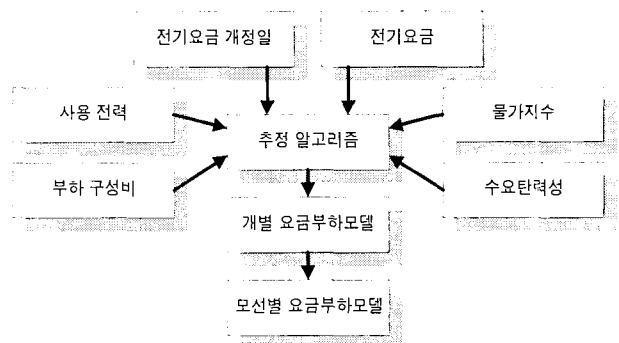 전기요금 개정일
전기요금
사용 전력
물가지수
추정 알고리즘
부하 구성비
수요탄력성
개별 요금부하모델
모선별 요금부하모델